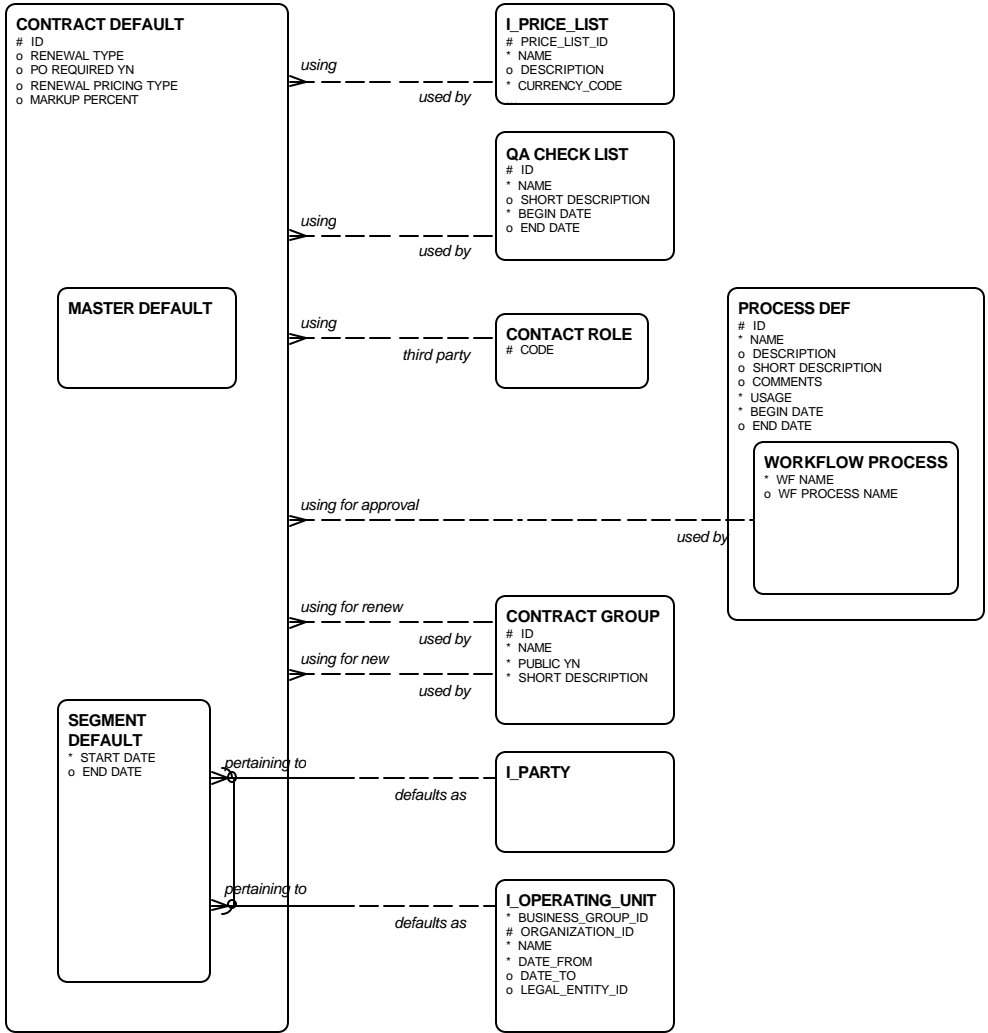 CONTRACT DEFAULT
# ID
o RENEWAL TYPE
o PO REQUIRED YN
o RENEWAL PRICING TYPE
o MARKUP PERCENT
using
used by
I_PRICE_LIST
# PRICE_LIST_ID
* NAME
o DESCRIPTION
* CURRENCY_CODE
...
using
used by
QA CHECK LIST
# ID
* NAME
o SHORT DESCRIPTION
* BEGIN DATE
o END DATE
MASTER DEFAULT
using
third party
CONTACT ROLE
# CODE
PROCESS DEF
# ID
* NAME
o DESCRIPTION
o SHORT DESCRIPTION
o COMMENTS
* USAGE
* BEGIN DATE
o END DATE
WORKFLOW PROCESS
* WF NAME
o WF PROCESS NAME
using for approval
used by
using for renew
used by
using for new
used by
CONTRACT GROUP
# ID
* NAME
* PUBLIC YN
* SHORT DESCRIPTION
SEGMENT
DEFAULT
* START DATE
o END DATE
pertaining to
defaults as
I_PARTY
pertaining to
defaults as
I_OPERATING_UNIT
* BUSINESS_GROUP_ID
# ORGANIZATION_ID
* NAME
* DATE_FROM
o DATE_TO
o LEGAL_ENTITY_ID